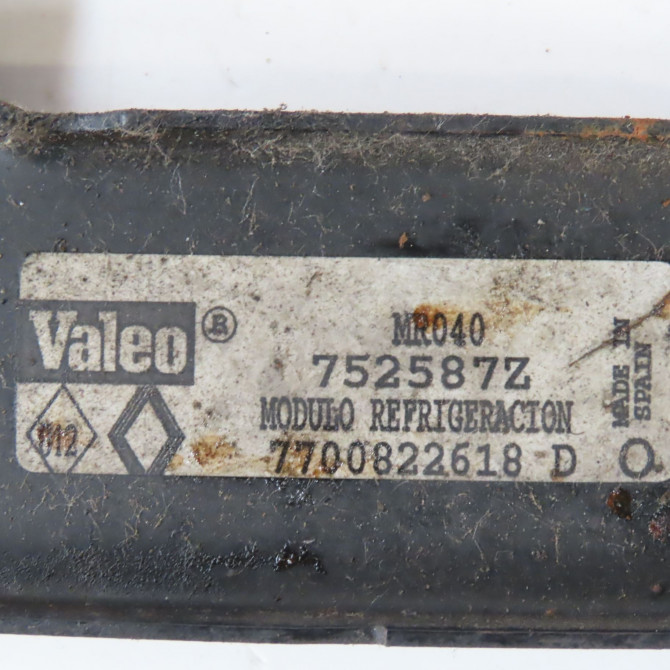 Valeo®
MR040
752587Z
MODULO REFRIGERACION
7700822618 D
MADE IN
SPAIN